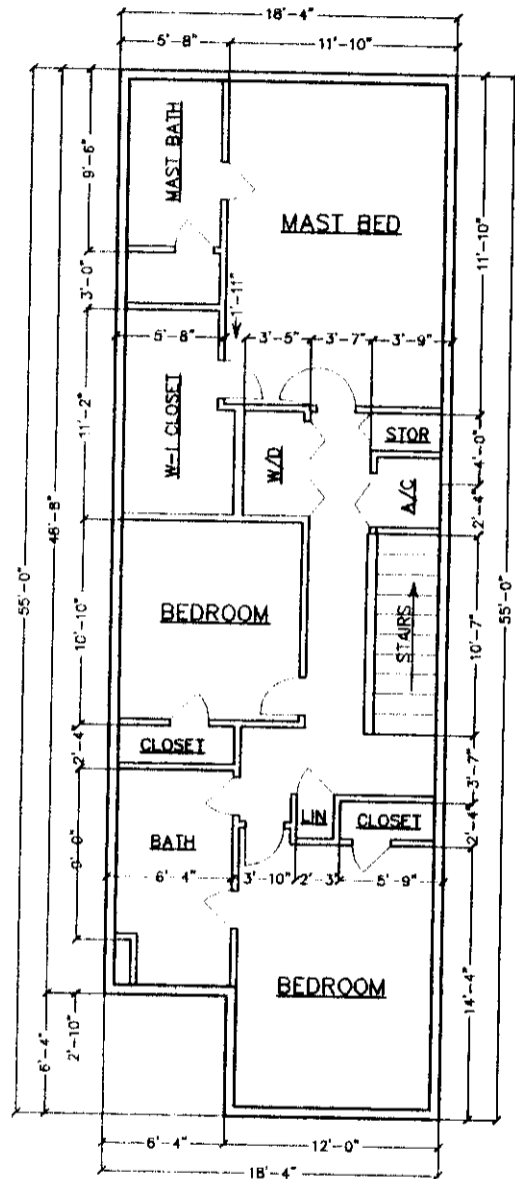 18'-4"
5'-8"
11'-10"
MAST BATH
9'-6"
MAST BED
11'-10"
3'-0"
5'-8"
1'-11"
3'-5"
3'-7"
3'-9"
W-I CLOSET
11'-2"
W/D
STOR
4'-0"
A/C
2'-4"
48'-8"
55'-0"
55'-0"
BEDROOM
10'-10"
STAIRS
10'-7"
CLOSET
2'-4"
3'-7"
LIN
CLOSET
2'-4"
BATH
9'-0"
6'-4"
3'-10"
2'-3"
5'-9"
BEDROOM
14'-4"
2'-10"
6'-4"
6'-4"
12'-0"
18'-4"